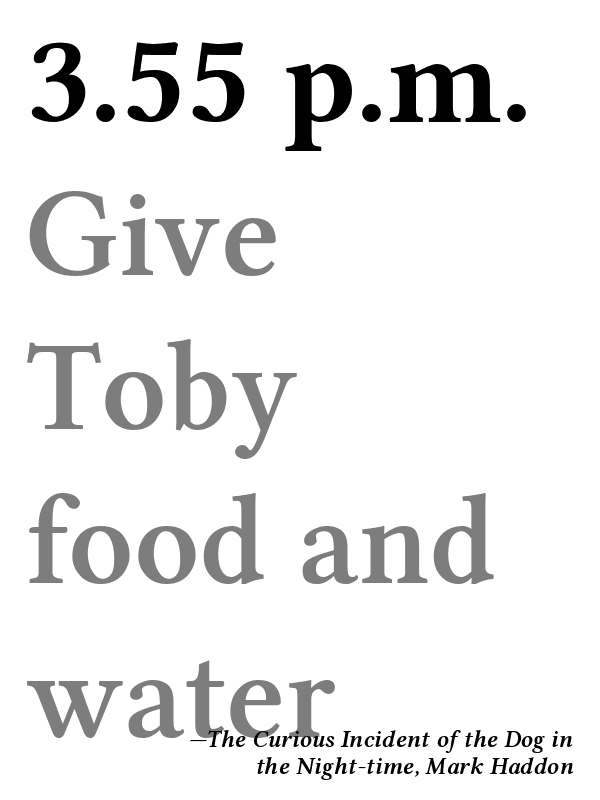 3.55 p.m.
Give
Toby
food and
water
—The Curious Incident of the Dog in
the Night-time, Mark Haddon